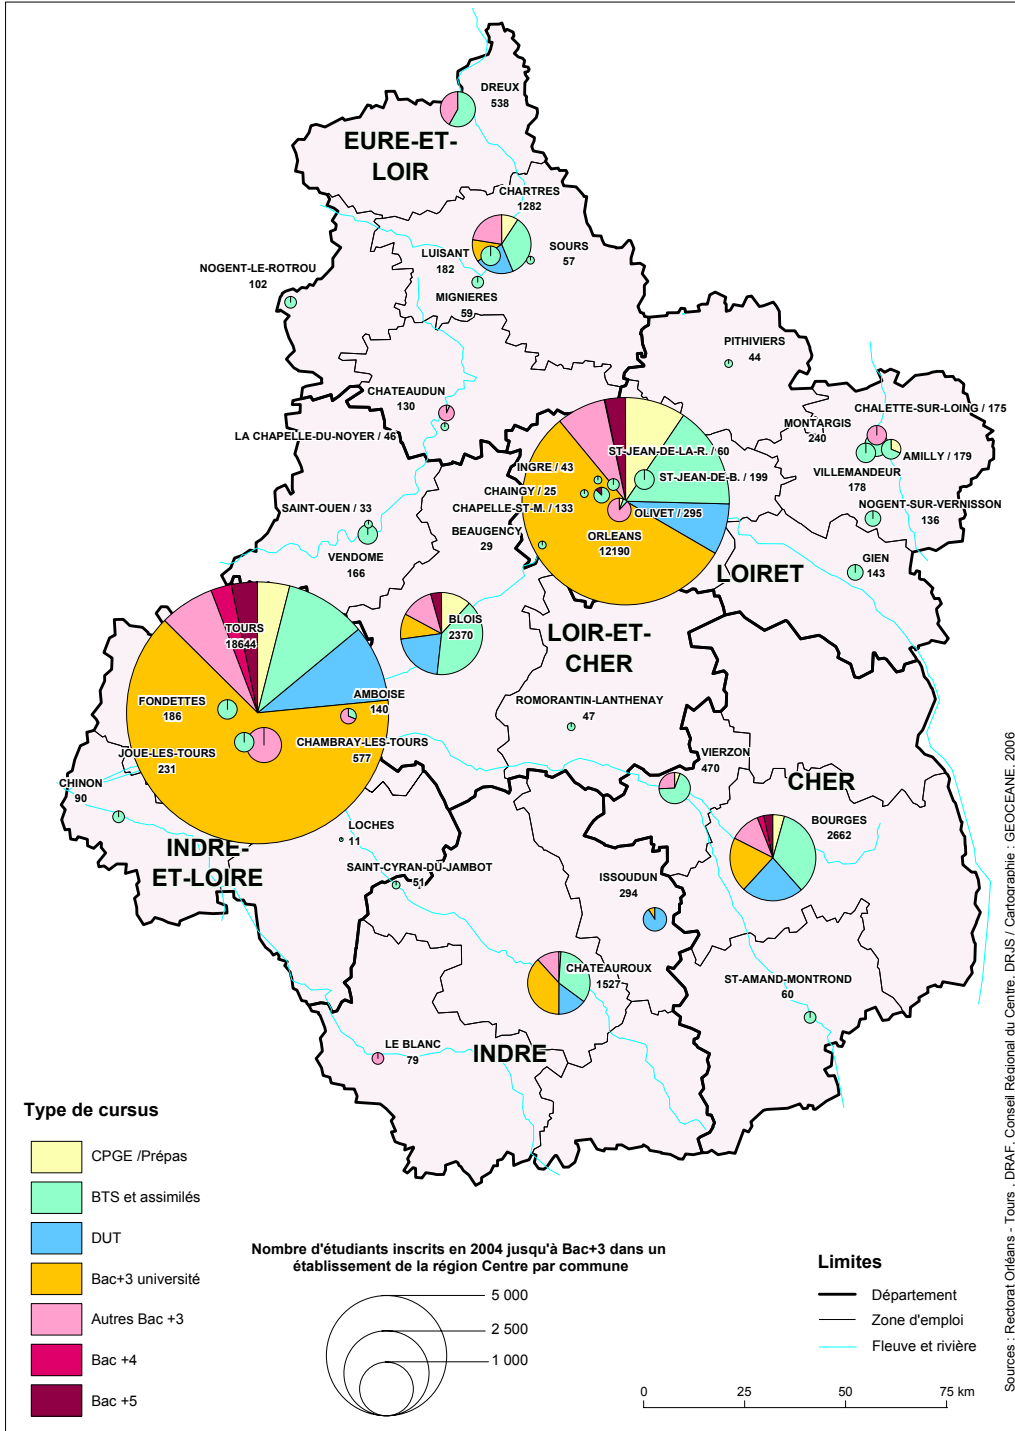 DREUX
538
EURE-ET-
LOIR
CHARTRES
1282
LUISANT
182
SOURS
57
NOGENT-LE-ROTROU
102
MIGNIERES
59
PITHIVIERS
44
CHATEAUDUN
130
CHALETTE-SUR-LOING / 175
MONTARGIS
240
LA CHAPELLE-DU-NOYER / 46
AMILLY / 179
ST-JEAN-DE-LA-R. / 60
INGRE / 43
VILLEMANDEUR
178
ST-JEAN-DE-B. / 199
CHAINGY / 25
CHAPELLE-ST-M. / 133
NOGENT-SUR-VERNISSON
136
SAINT-OUEN / 33
OLIVET / 295
BEAUGENCY
29
ORLEANS
12190
VENDOME
166
GIEN
143
LOIRET
TOURS
18644
BLOIS
2370
LOIR-ET-
CHER
AMBOISE
140
FONDETTES
186
ROMORANTIN-LANTHENAY
47
CHAMBRAY-LES-TOURS
577
JOUE-LES-TOURS
231
VIERZON
470
CHINON
90
CHER
BOURGES
2662
LOCHES
11
INDRE-
ET-LOIRE
SAINT-CYRAN-DU-JAMBOT
51
ISSOUDUN
294
CHATEAUROUX
1527
ST-AMAND-MONTROND
60
LE BLANC
79
INDRE
Type de cursus
CPGE /Prépas
BTS et assimilés
DUT
Bac+3 université
Autres Bac +3
Bac +4
Bac +5
Nombre d'étudiants inscrits en 2004 jusqu'à Bac+3 dans un
établissement de la région Centre par commune
5 000
2 500
1 000
Limites
Département
Zone d'emploi
Fleuve et rivière
0 25 50 75 km
Sources : Rectorat Orléans - Tours , DRAF, Conseil Régional du Centre, DRJS / Cartographie : GEOCEANE, 2006